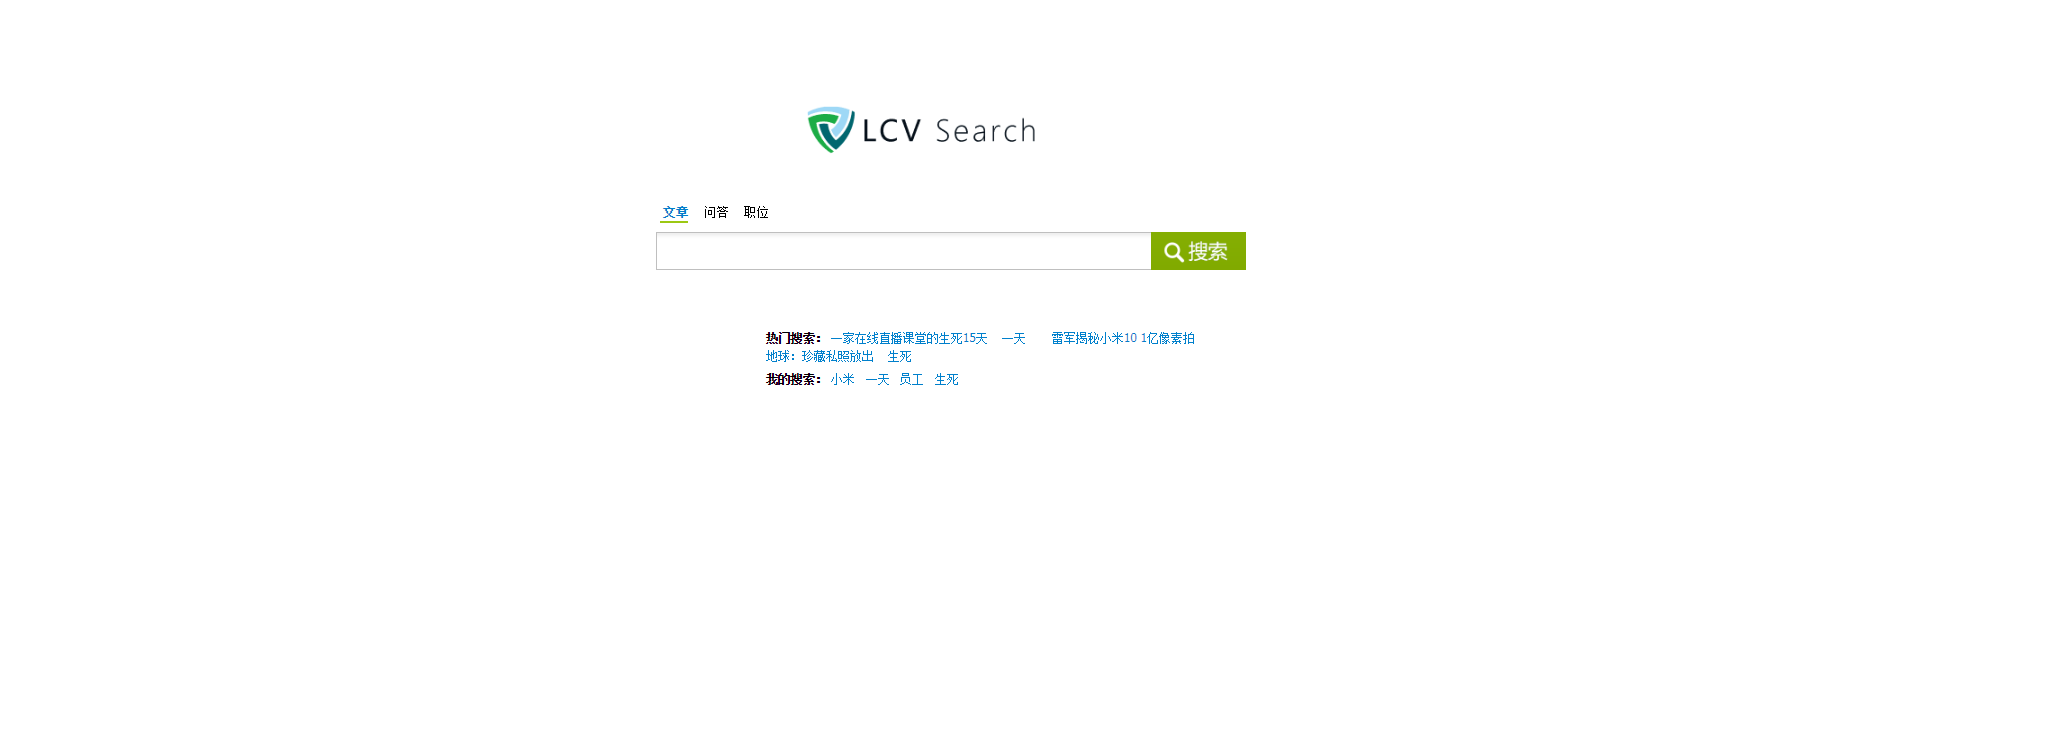 LCV Search
文章 问答 职位
搜索
热门搜索： 一家在线直播课堂的生死15天 一天 雷军揭秘小米10 1亿像素拍
地球：珍藏私照放出 生死
我的搜索： 小米 一天 员工 生死